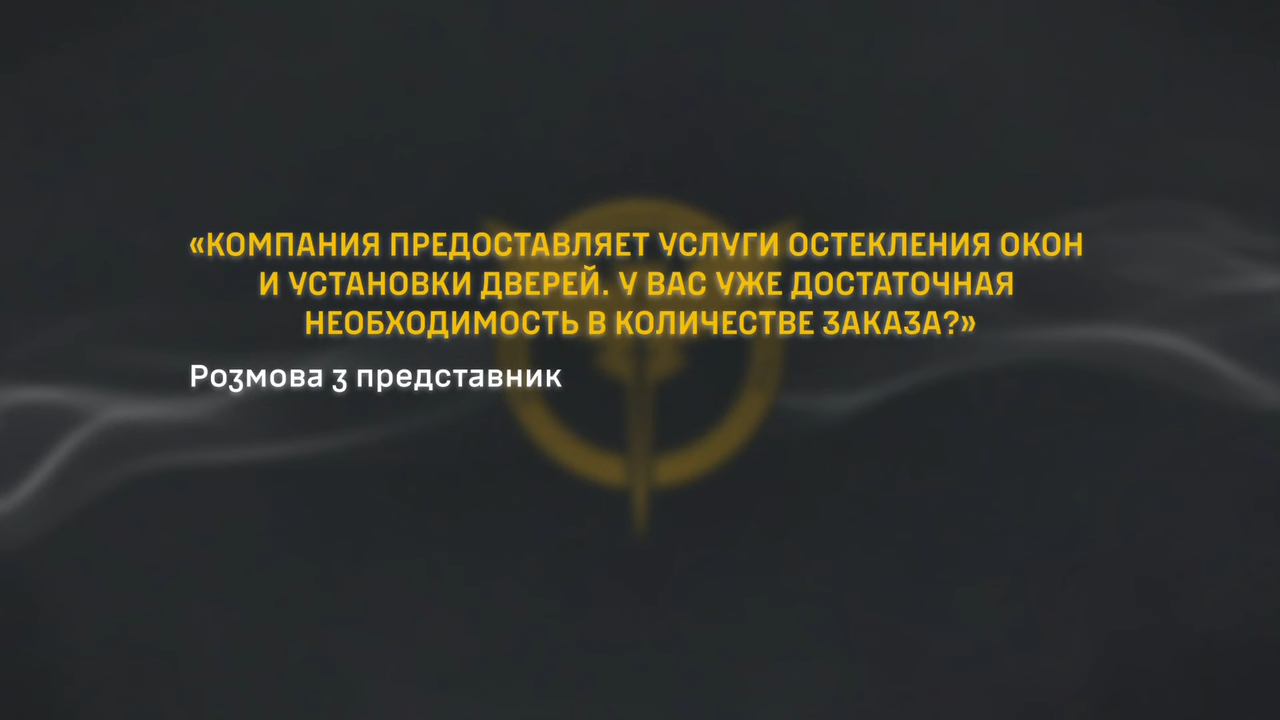 «КОМПАНИЯ ПРЕДОСТАВЛЯЕТ УСЛУГИ ОСТЕКЛЕНИЯ ОКОН
И УСТАНОВКИ ДВЕРЕЙ. У ВАС УЖЕ ДОСТАТОЧНАЯ
НЕОБХОДИМОСТЬ В КОЛИЧЕСТВЕ ЗАКАЗА?»
Розмова з представник